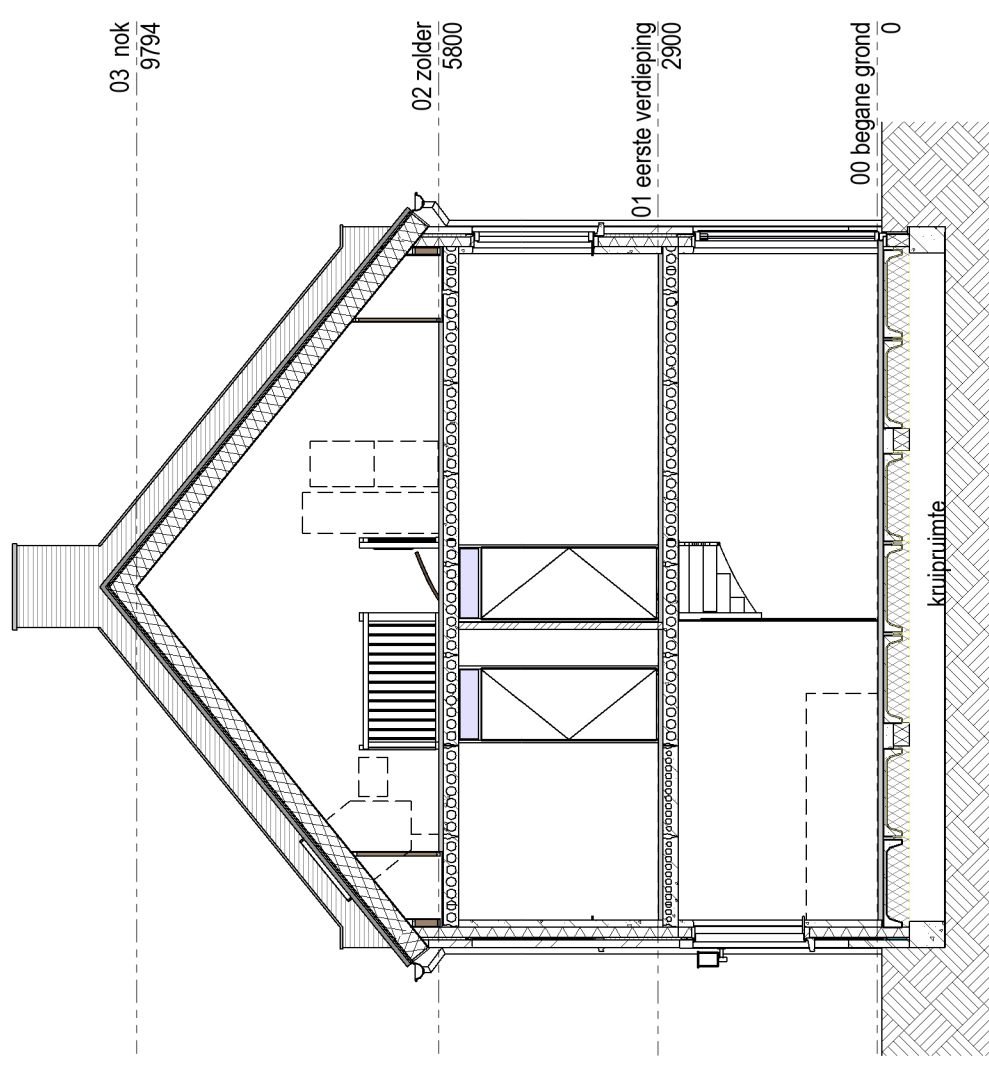 03 nok
9794
02 zolder
5800
01 eerste verdieping
2900
00 begane grond
0
kruipruimte